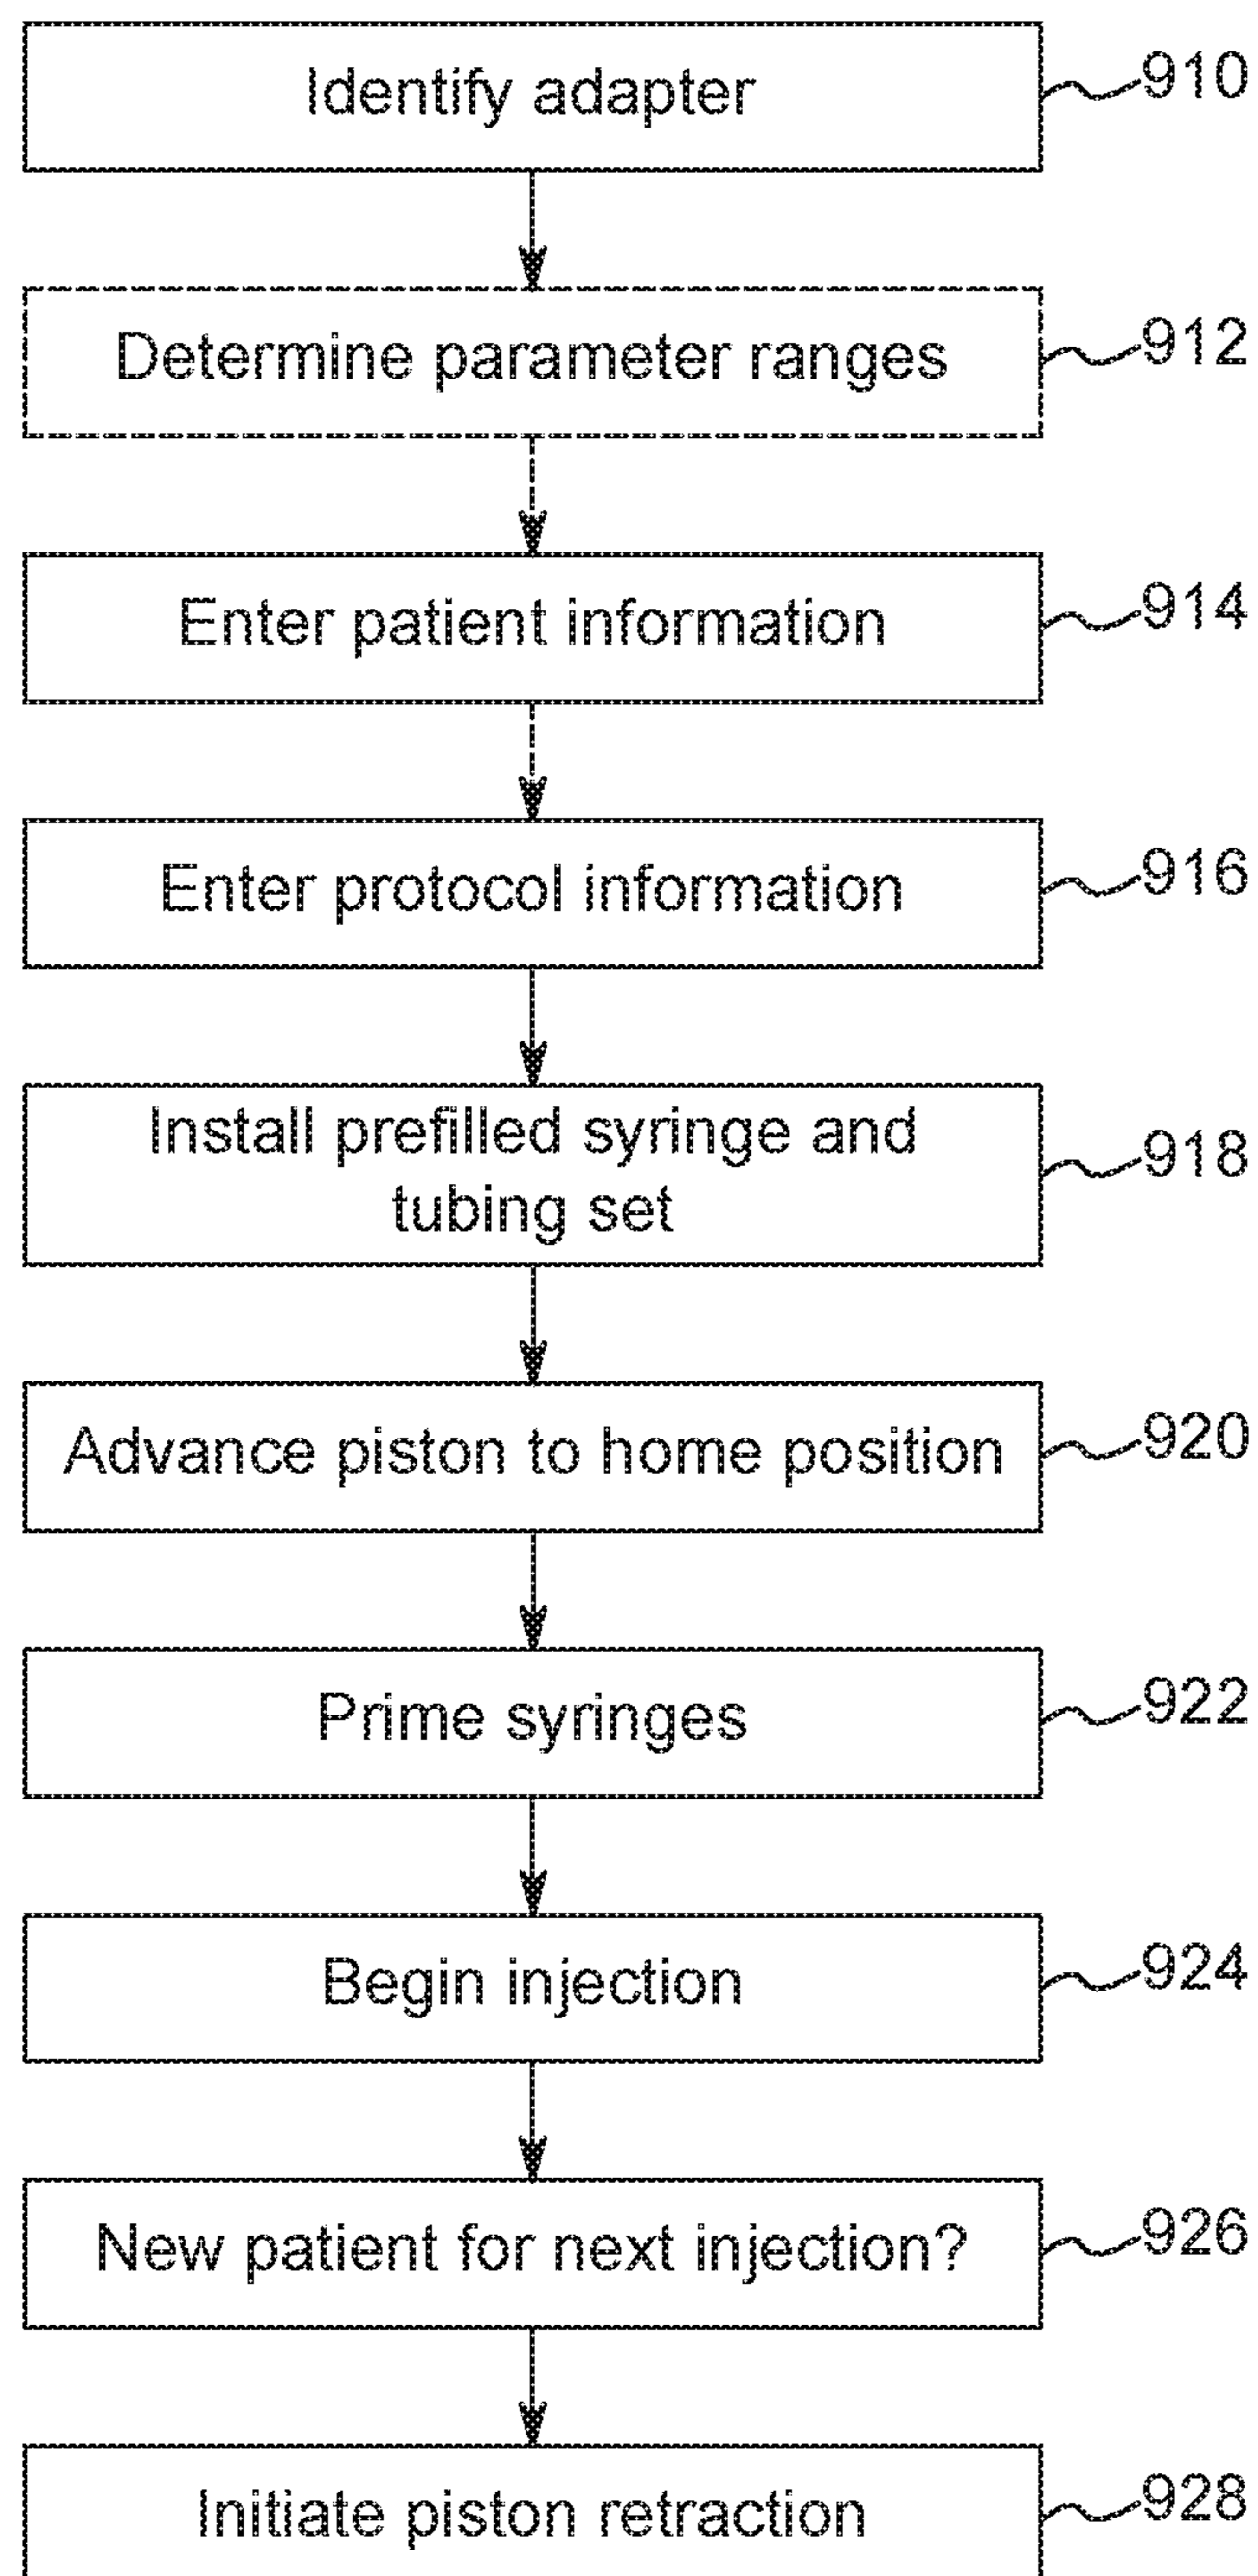 Identify adapter
910
Determine parameter ranges
912
Enter patient information
914
Enter protocol information
916
Install prefilled syringe and
tubing set
918
Advance piston to home position
920
Prime syringes
922
Begin injection
924
New patient for next injection?
926
Initiate piston retraction
928